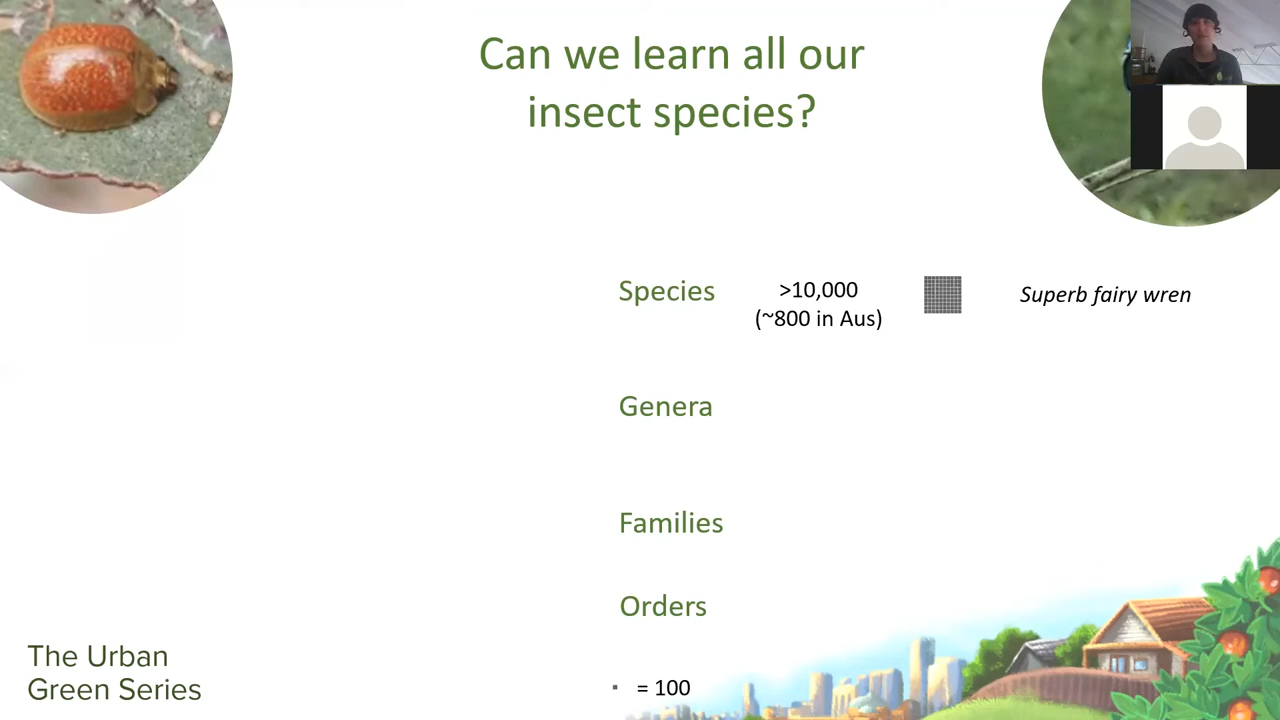 Can we learn all our
insect species?
Species >10,000 Superb fairy wren
(~800 in Aus)
Genera
Families
Orders
The Urban
Green Series
= 100